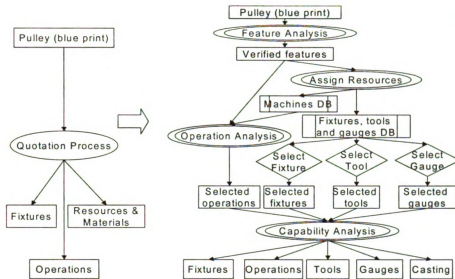 Pulley (blue print)
Quotation Process
Fixtures
Resources &
Materials
Operations
Pulley (blue print)
Feature Analysis
Verified features
Assign Resources
Machines DB
Fixtures, tools
and gauges DB
Operation Analysis
Select
Fixture
Select
Tool
Select
Gauge
Selected
operations
Selected
fixtures
Selected
tools
Selected
gauges
Capability Analysis
Fixtures
Operations
Tools
Gauges
Casting